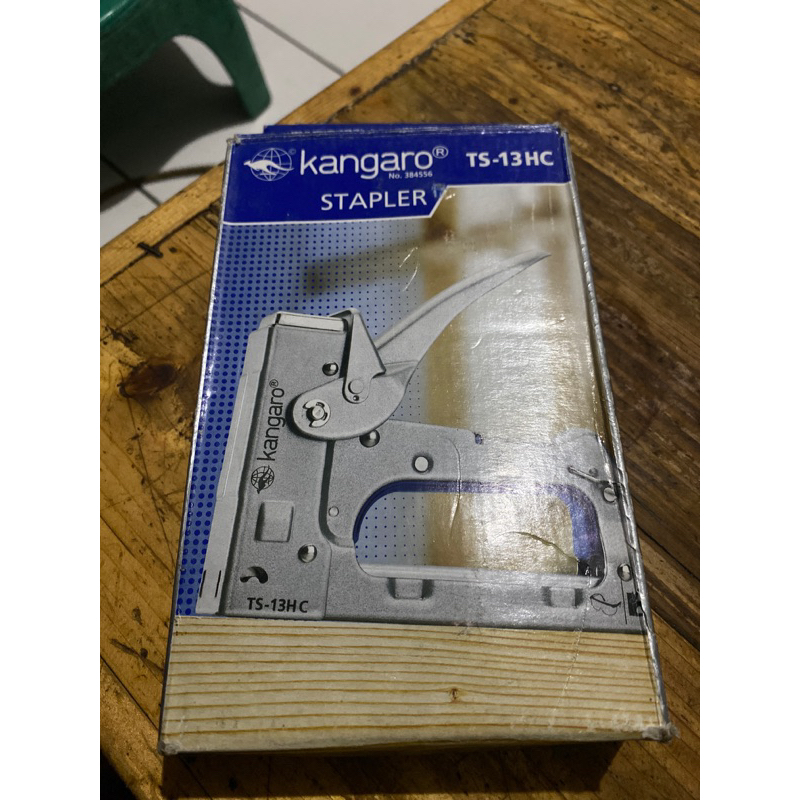 kangaro® TS-13HC
No. 384556
STAPLER
kangaro®
TS-13HC